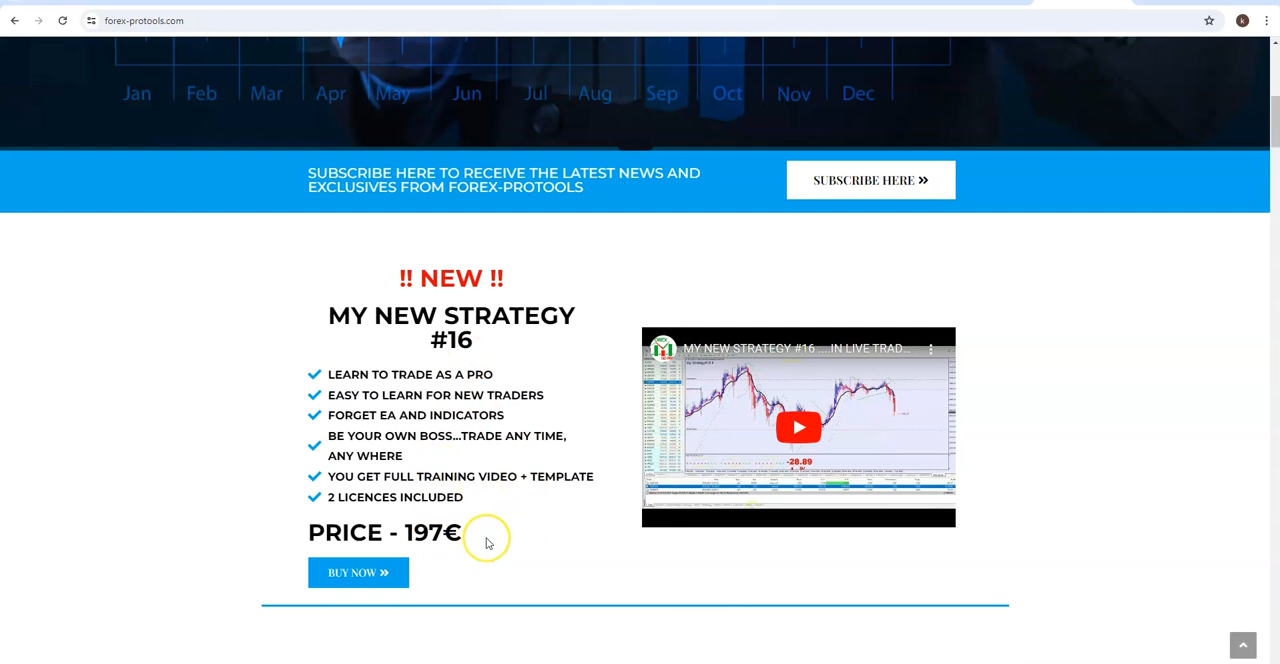 forex-protools.com
k
Jan Feb Mar Apr May Jun Jul Aug Sep Oct Nov Dec
SUBSCRIBE HERE TO RECEIVE THE LATEST NEWS AND
EXCLUSIVES FROM FOREX-PROTOOLS
SUBSCRIBE HERE »
!! NEW !!
MY NEW STRATEGY
#16
LEARN TO TRADE AS A PRO
EASY TO LEARN FOR NEW TRADERS
FORGET EA AND INDICATORS
BE YOUR OWN BOSS...TRADE ANY TIME,
ANY WHERE
YOU GET FULL TRAINING VIDEO + TEMPLATE
2 LICENCES INCLUDED
PRICE - 197€
BUY NOW »
MY NEW STRATEGY #16 ....IN LIVE TRAD...
-28.89